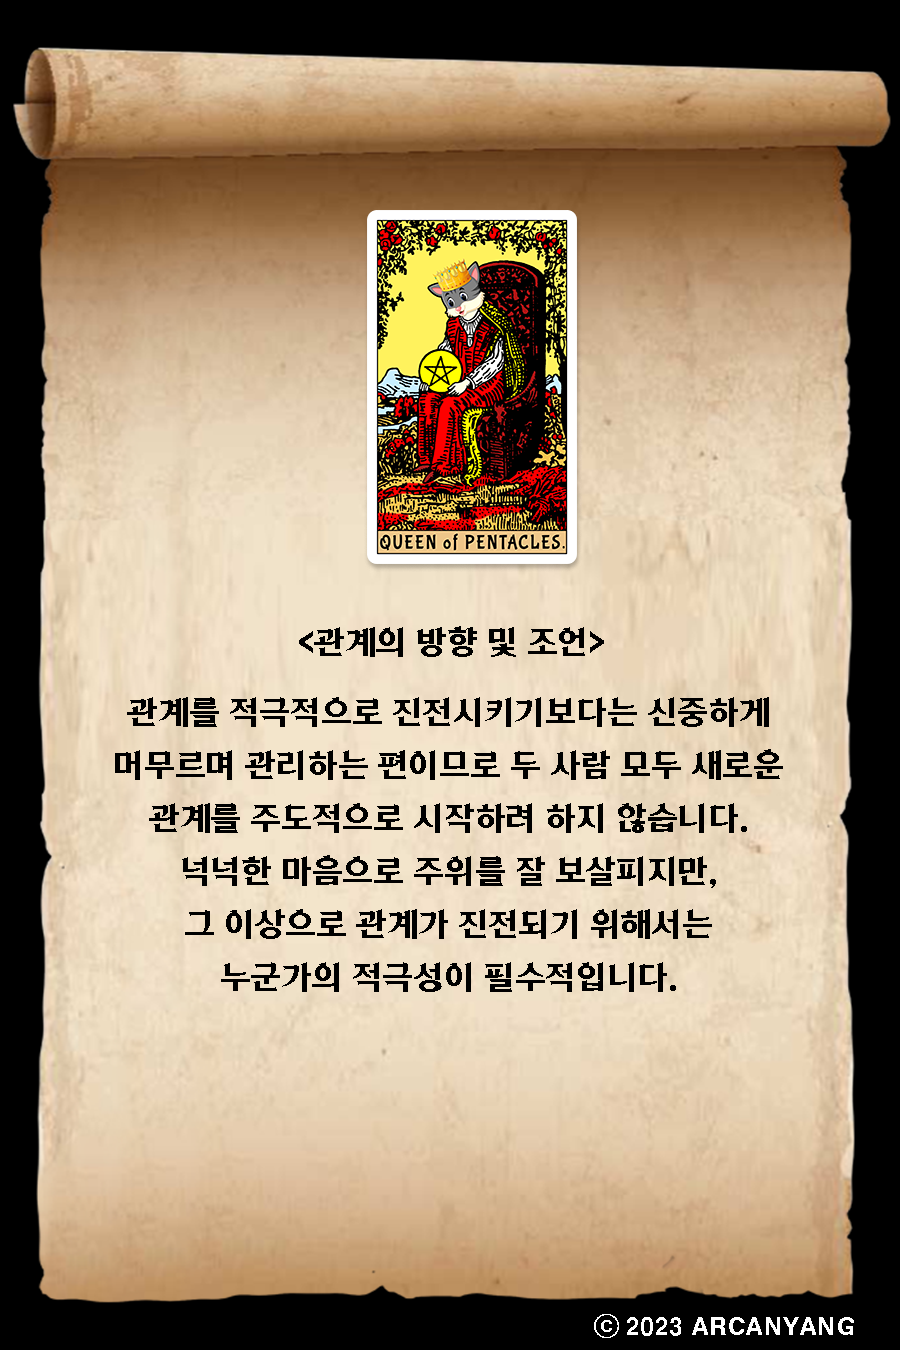 QUEEN of PENTACLES.
<관계의 방향 및 조언>
관계를 적극적으로 진전시키기보다는 신중하게
머무르며 관리하는 편이므로 두 사람 모두 새로운
관계를 주도적으로 시작하려 하지 않습니다.
넉넉한 마음으로 주위를 잘 보살피지만,
그 이상으로 관계가 진전되기 위해서는
누군가의 적극성이 필수적입니다.
ⓒ 2023 ARCANYANG